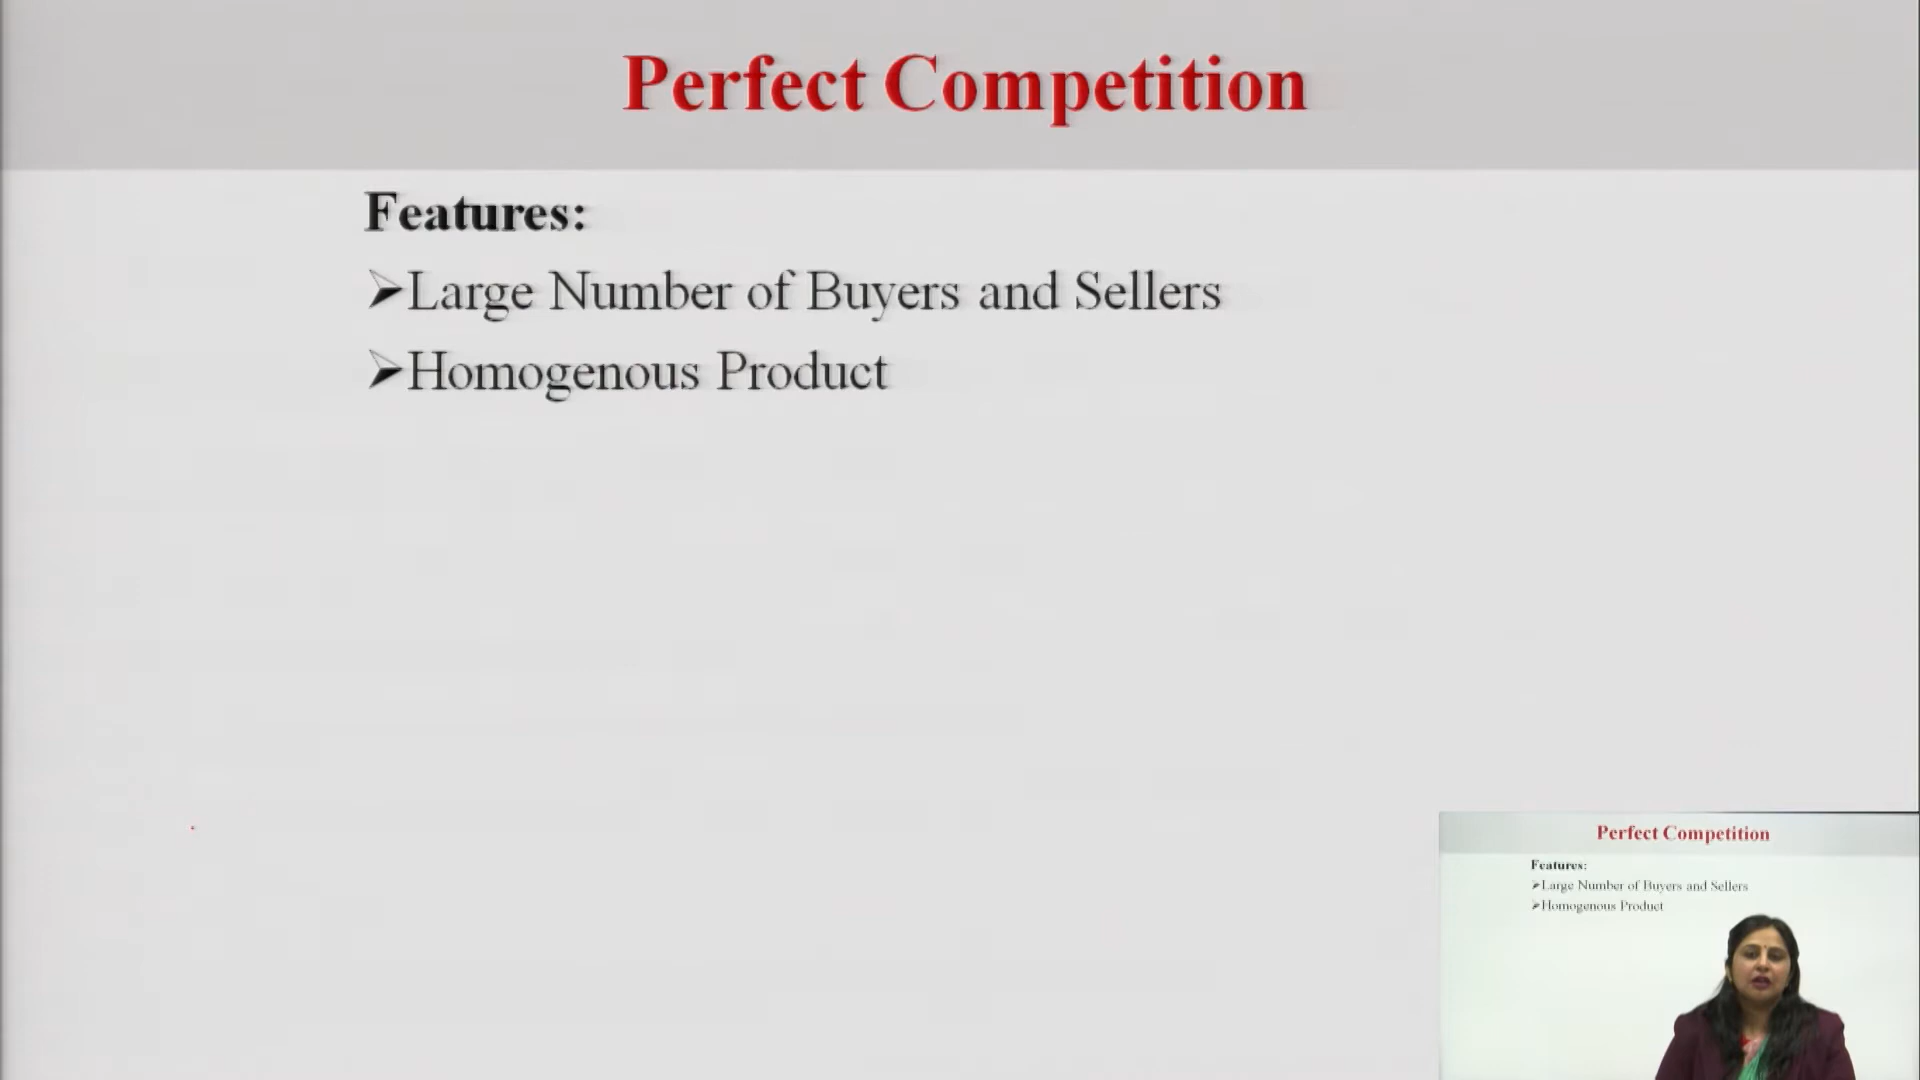 Perfect Competition
Features:
➢Large Number of Buyers and Sellers
➢Homogenous Product
Perfect Competition
Features:
➢Large Number of Buyers and Sellers
➢Homogenous Product